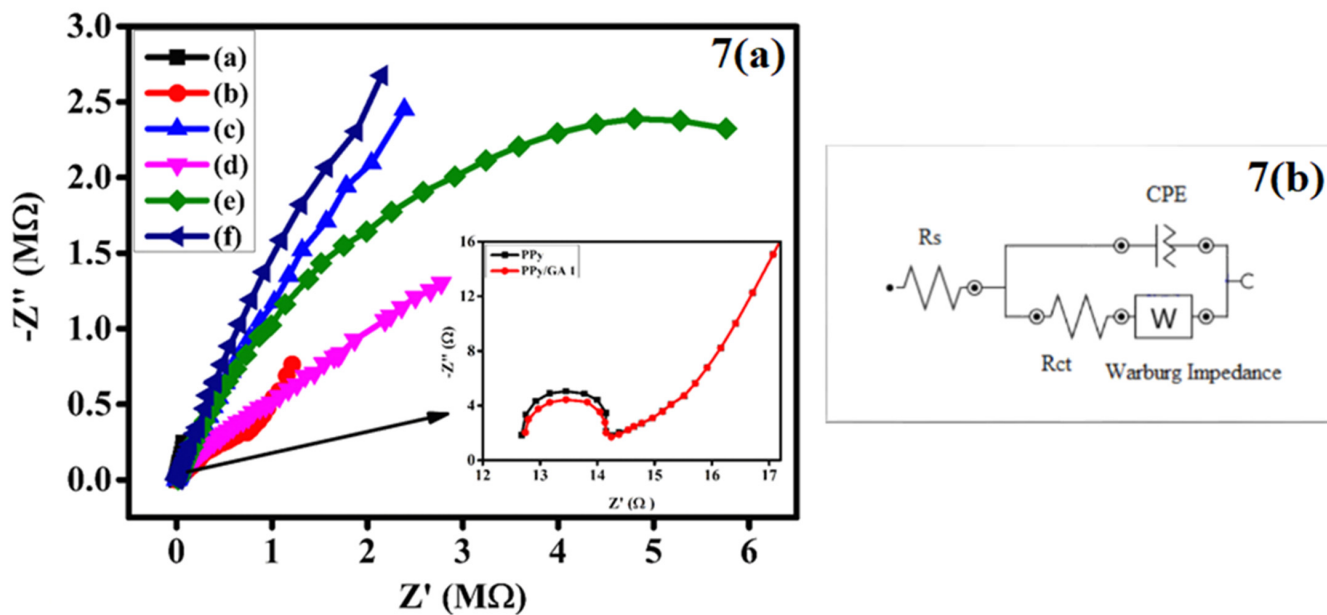 7(a)
(a)
(b)
(c)
(d)
(e)
(f)
3.0
2.5
2.0
1.5
1.0
0.5
0.0
-Z'' (MΩ)
0 1 2 3 4 5 6
Z' (MΩ)
PPy
PPy/GA 1
16
12
8
4
0
-Z'' (Ω)
12 13 14 15 16 17
Z' (Ω)
7(b)
CPE
Rs
W
Rct
Warburg Impedance